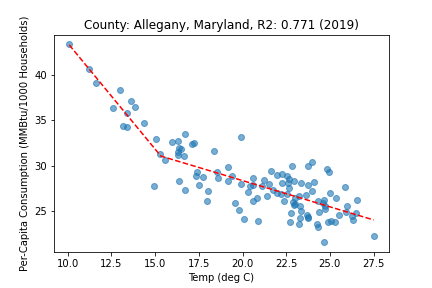 County: Allegany, Maryland, R2: 0.771 (2019)
Per-Capita Consumption (MMBtu/1000 Households)
40
35
30
25
10.0 12.5 15.0 17.5 20.0 22.5 25.0 27.5
Temp (deg C)